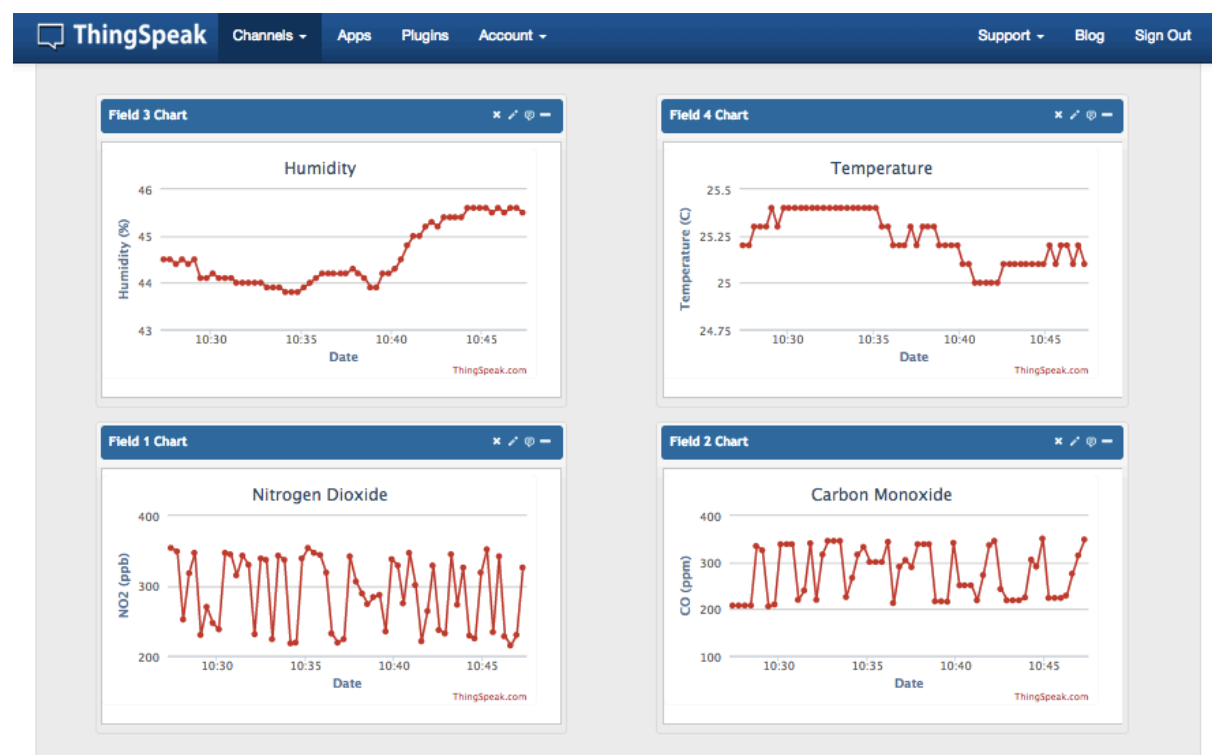 ThingSpeak Channels Apps Plugins Account Support Blog Sign Out
Field 3 Chart
Humidity
46
45
44
43
Humidity (%)
10:30 10:35 10:40 10:45
Date
ThingSpeak.com
Field 4 Chart
Temperature
25.5
25.25
25
24.75
Temperature (C)
10:30 10:35 10:40 10:45
Date
ThingSpeak.com
Field 1 Chart
Nitrogen Dioxide
400
300
200
NO2 (ppb)
10:30 10:35 10:40 10:45
Date
ThingSpeak.com
Field 2 Chart
Carbon Monoxide
400
300
200
100
CO (ppm)
10:30 10:35 10:40 10:45
Date
ThingSpeak.com